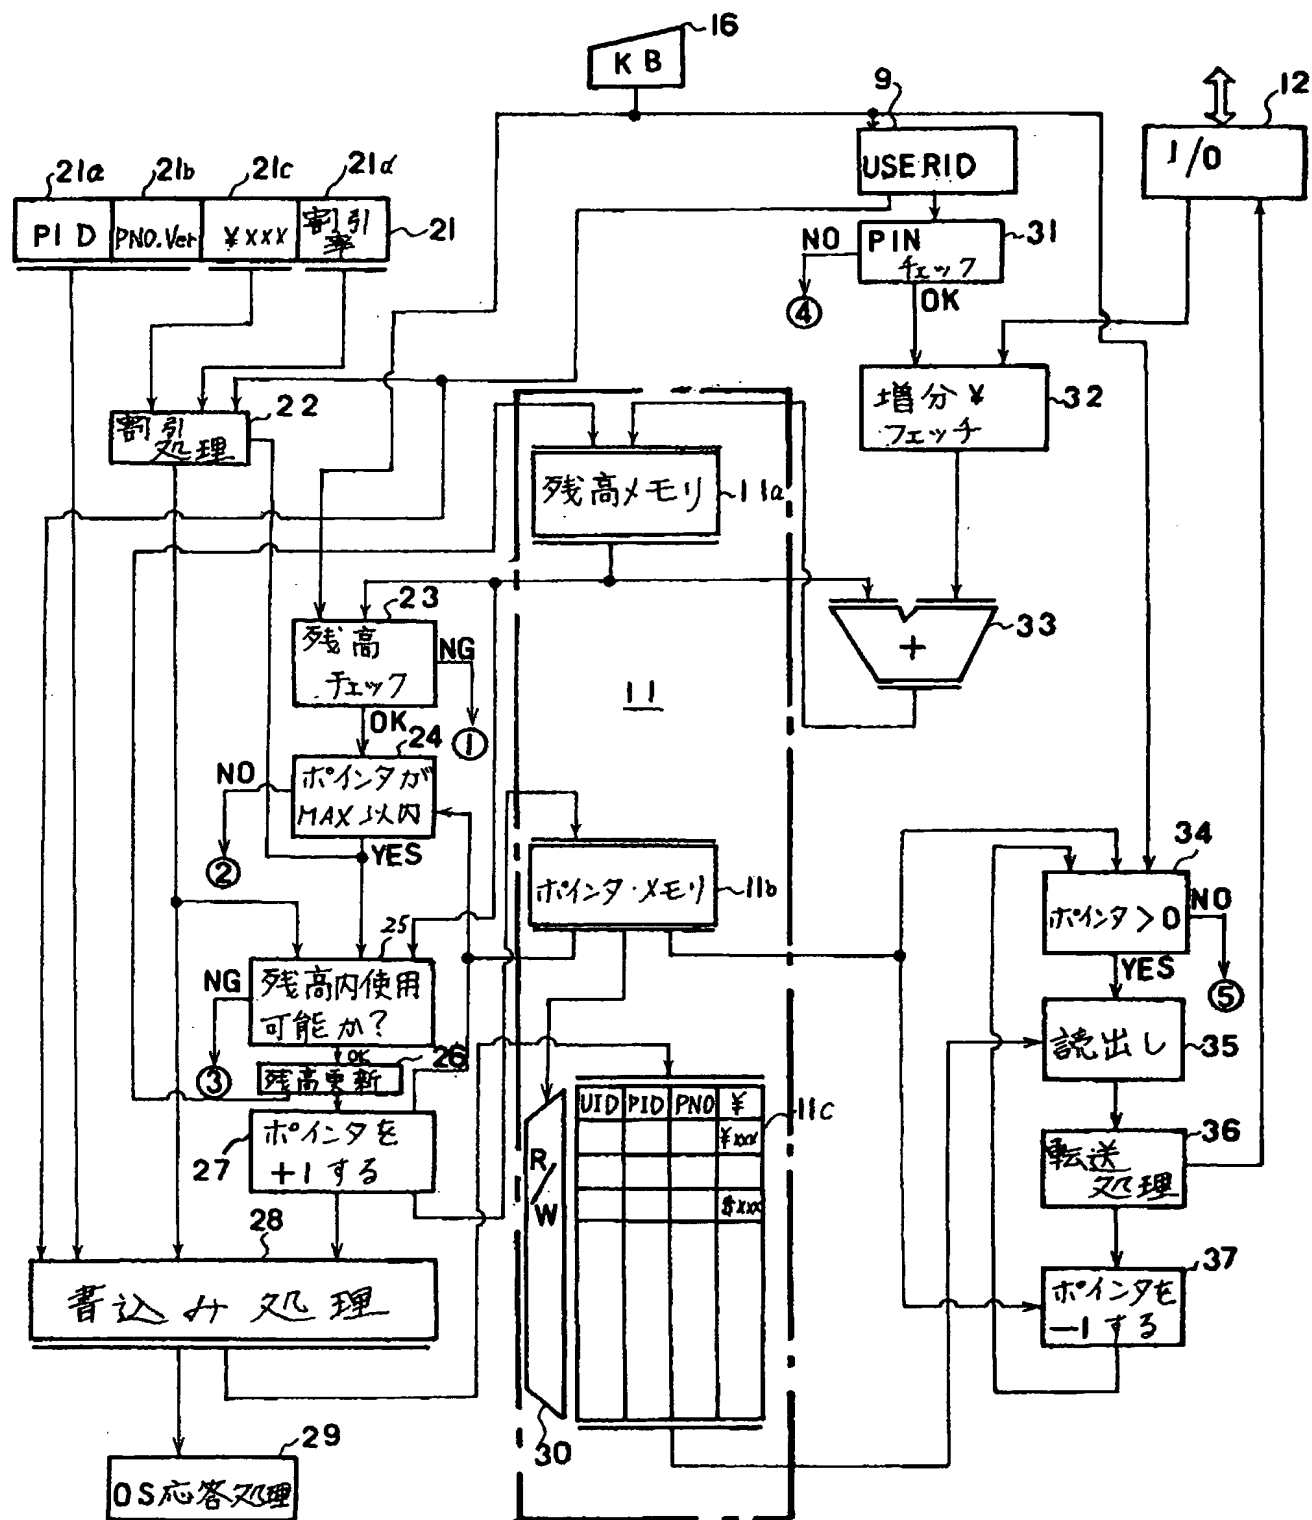 16
KB
9
12
21a
21b
21c
21d
USERID
I/O
PID
PNO.Ver
¥xxx
割引
率
21
NO
PIN
チェック
31
④
OK
22
増分¥
フェッチ
32
割引
処理
残高メモリ
11a
23
33
残高
チェック
NG
+
11
OK
①
24
NO
ポインタが
MAX以内
YES
34
②
ポインタ・メモリ
11b
NO
ポインタ>0
25
YES
⑤
NG
残高内使用
可能か?
読出し
35
OK
26
③
残高更新
UID
PID
PNO
¥
11c
ポインタを
+1する
¥xxx
36
転送
処理
27
R/W
$xxx
28
37
書込み処理
ポインタを
-1する
29
30
OS応答処理